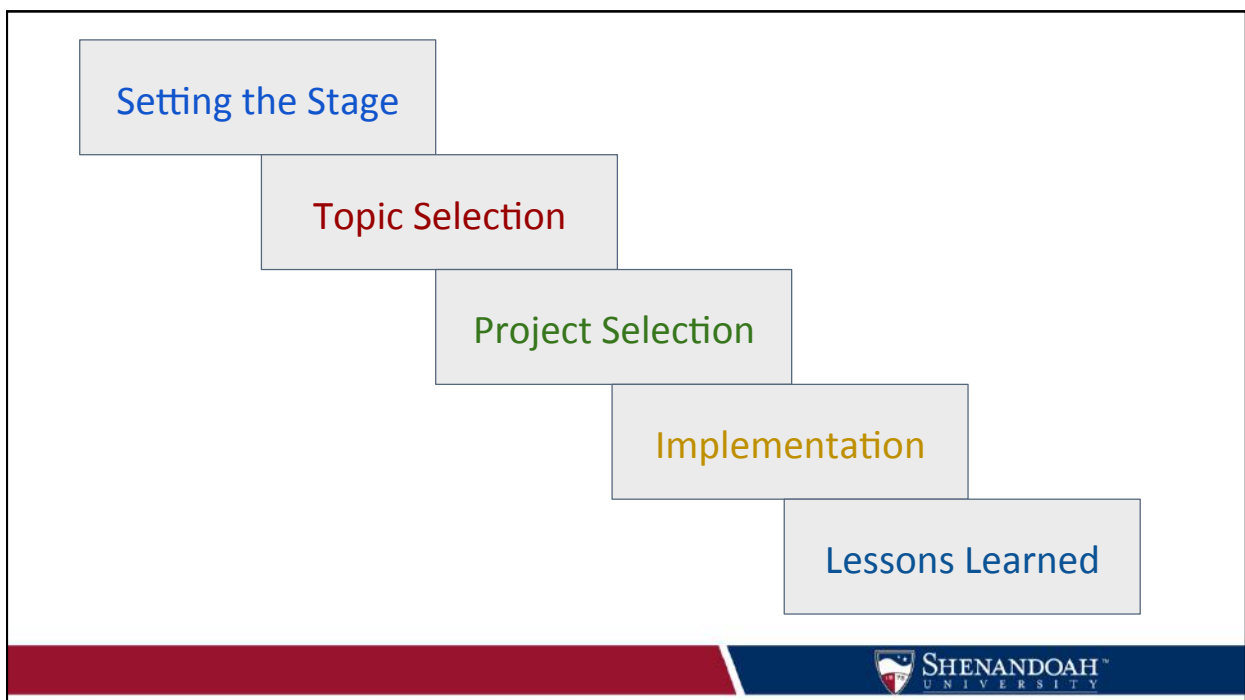 Setting the Stage
Topic Selection
Project Selection
Implementation
Lessons Learned
SHENANDOAH™
UNIVERSITY